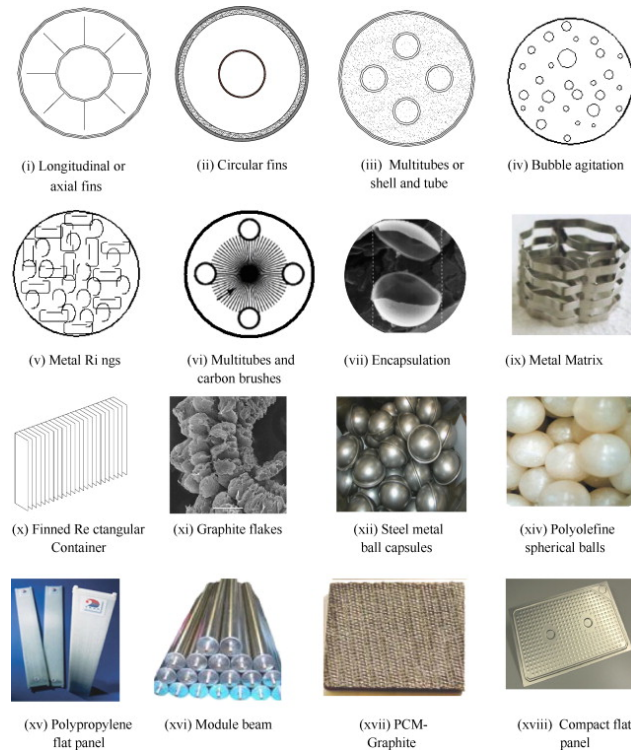 (i) Longitudinal or
axial fins
(ii) Circular fins
(iii) Multitubes or
shell and tube
(iv) Bubble agitation
(v) Metal Ri ngs
(vi) Multitubes and
carbon brushes
(vii) Encapsulation
(ix) Metal Matrix
(x) Finned Re ctangular
Container
(xi) Graphite flakes
(xii) Steel metal
ball capsules
(xiv) Polyolefine
spherical balls
(xv) Polypropylene
flat panel
(xvi) Module beam
(xvii) PCM-
Graphite
(xviii) Compact flat
panel